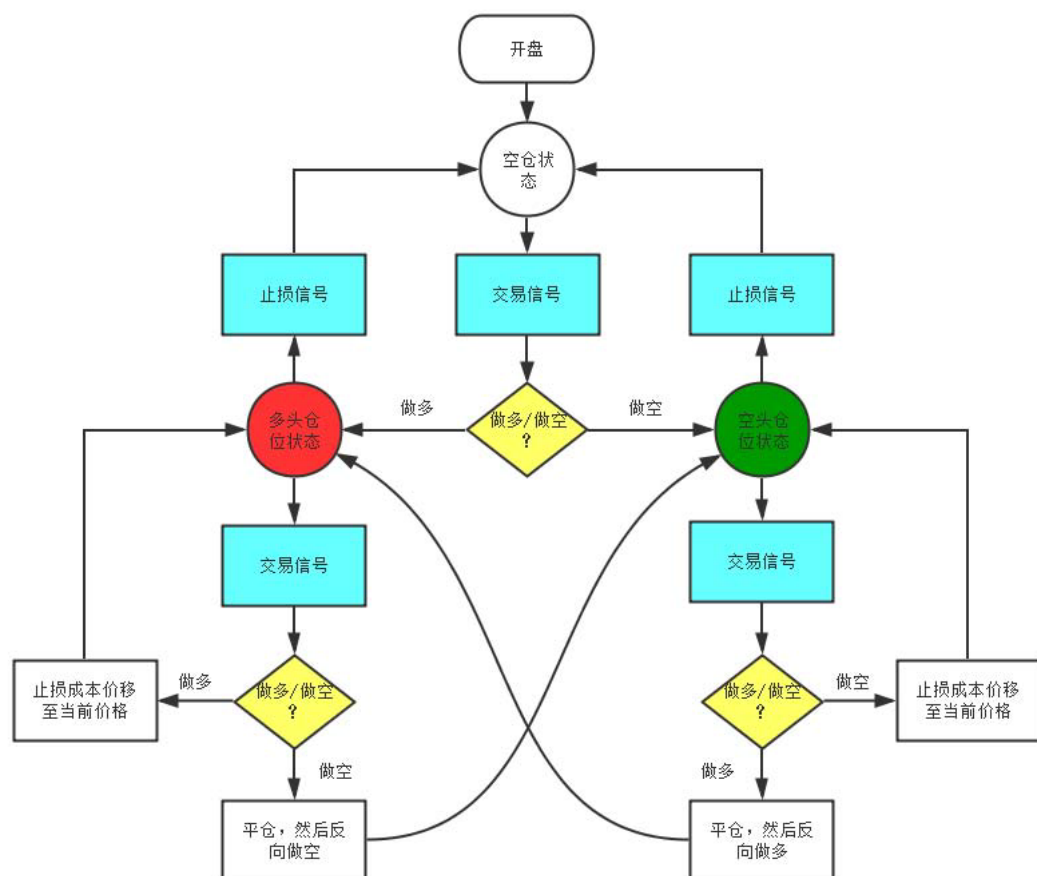 开盘
空仓状
态
止损信号
交易信号
止损信号
多头仓
位状态
做多
做多/做空
?
做空
空头仓
位状态
交易信号
交易信号
止损成本价移
至当前价格
做多
做多/做空
?
做多/做空
?
做空
止损成本价移
至当前价格
做空
做多
平仓，然后反
向做空
平仓，然后反
向做多